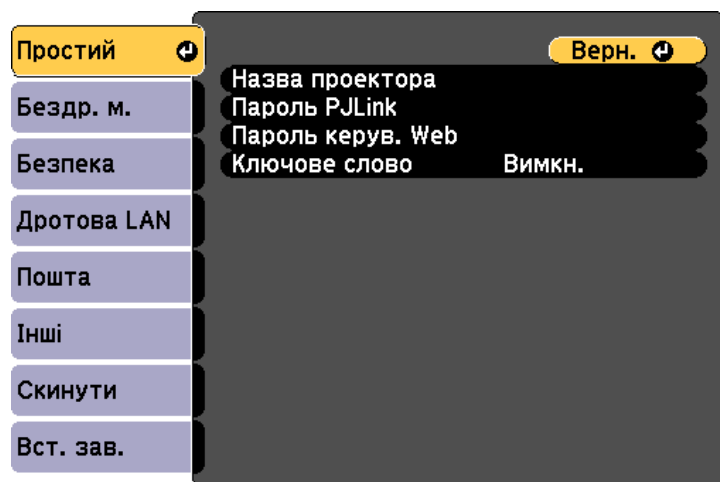 Простий
Бездр. м.
Безпека
Дротова LAN
Пошта
Інші
Скинути
Вст. зав.
Верн.
Назва проектора
Пароль PJLink
Пароль керув. Web
Ключове слово Вимкн.